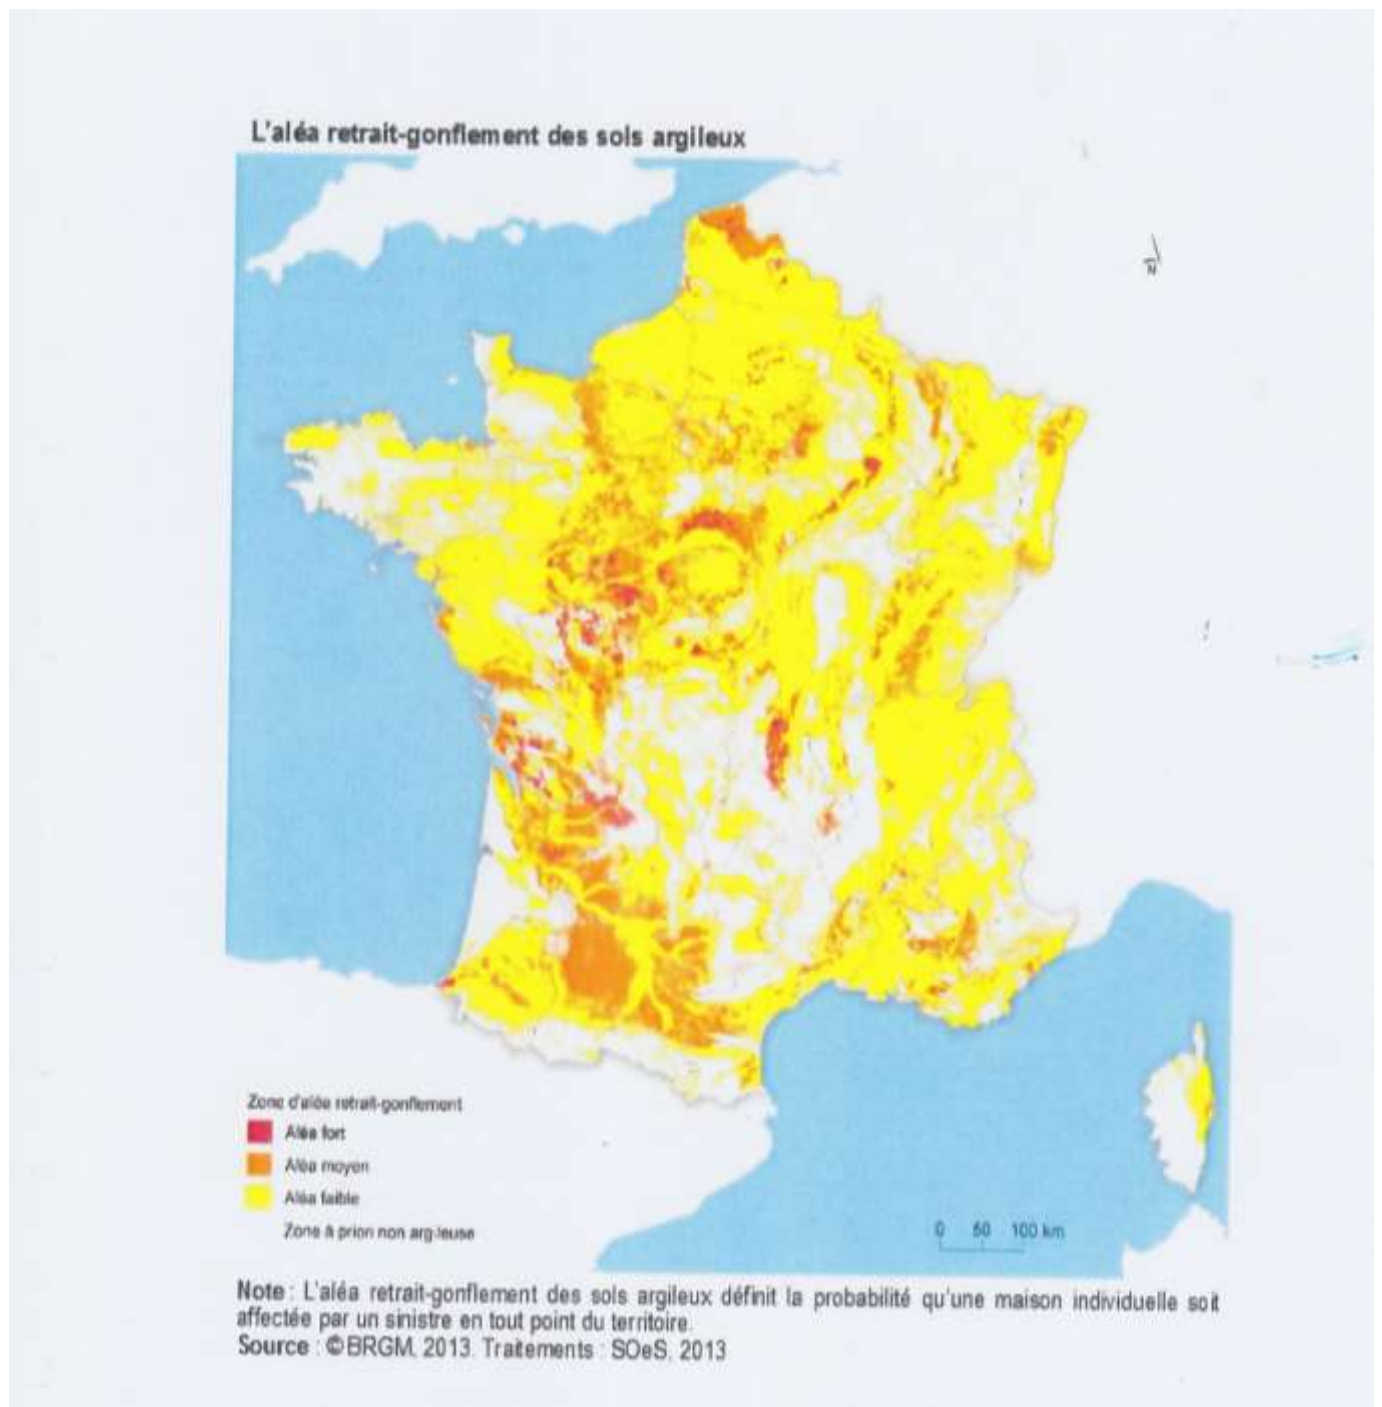 L'aléa retrait-gonflement des sols argileux
Zone d'aléa retrait-gonflement
Aléa fort
Aléa moyen
Aléa faible
Zone à priori non argileuse
0 50 100 km
Note : L'aléa retrait-gonflement des sols argileux définit la probabilité qu'une maison individuelle soit
affectée par un sinistre en tout point du territoire.
Source : ©BRGM, 2013. Traitements : SOeS, 2013